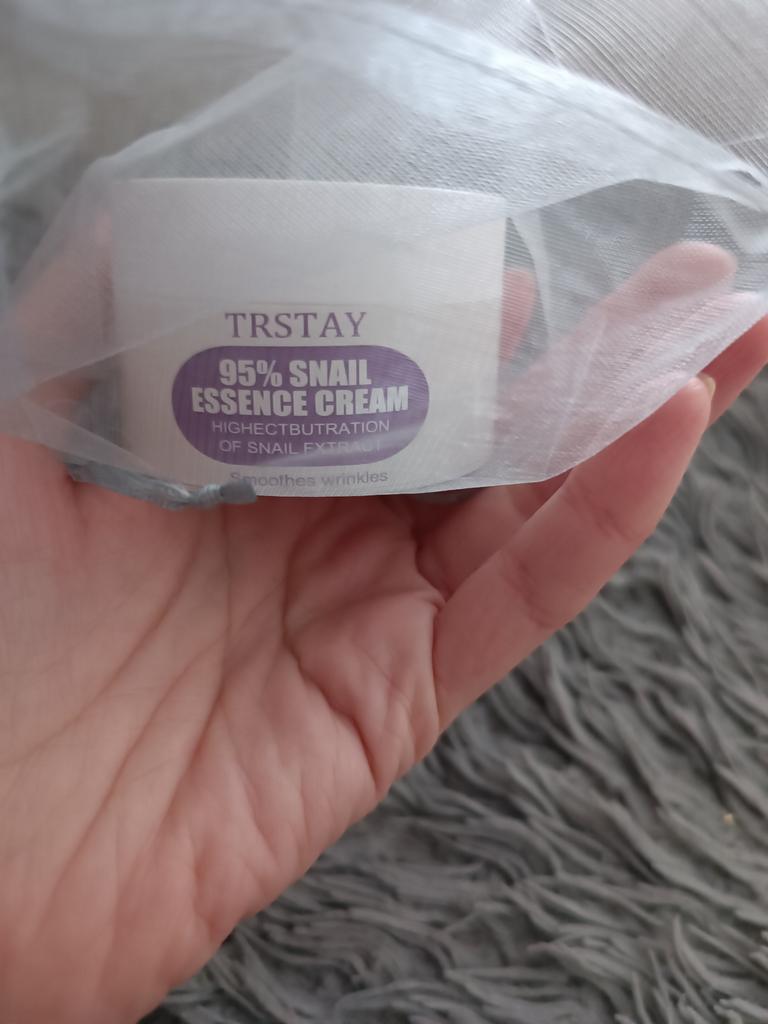 TRSTAY
95% SNAIL
ESSENCE CREAM
HIGHECTBUTRATION
OF SNAIL EXTRACT
Smoothes wrinkles